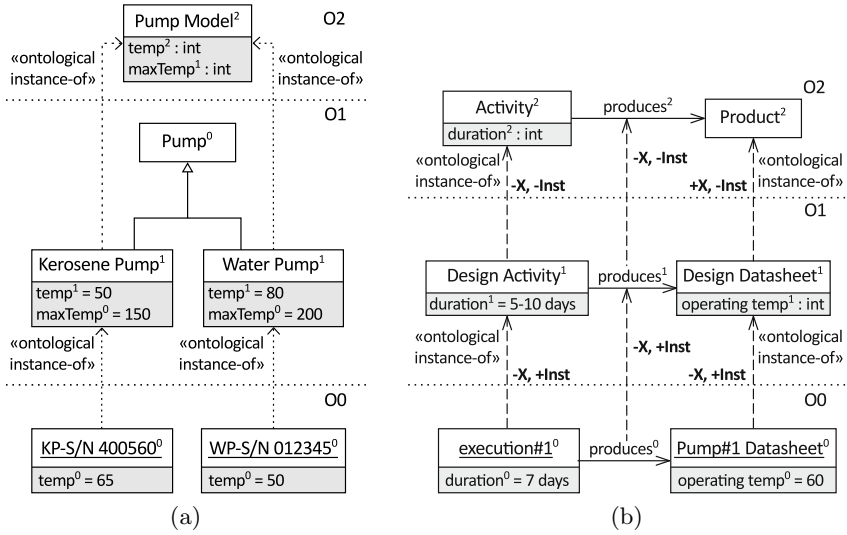 Pump Model²
temp² : int
maxTemp¹ : int
O2
«ontological
instance-of»
«ontological
instance-of»
O1
Pump⁰
Kerosene Pump¹
temp¹ = 50
maxTemp⁰ = 150
Water Pump¹
temp¹ = 80
maxTemp⁰ = 200
«ontological
instance-of»
«ontological
instance-of»
O0
KP-S/N 400560⁰
temp⁰ = 65
WP-S/N 012345⁰
temp⁰ = 50
(a)
O2
Activity²
duration² : int
produces²
Product²
«ontological
instance-of»
-X, -Inst
-X, -Inst
+X, -Inst
«ontological
instance-of»
O1
Design Activity¹
duration¹ = 5-10 days
produces¹
Design Datasheet¹
operating temp¹ : int
«ontological
instance-of»
-X, +Inst
-X, +Inst
-X, +Inst
«ontological
instance-of»
O0
execution#1⁰
duration⁰ = 7 days
produces⁰
Pump#1 Datasheet⁰
operating temp⁰ = 60
(b)